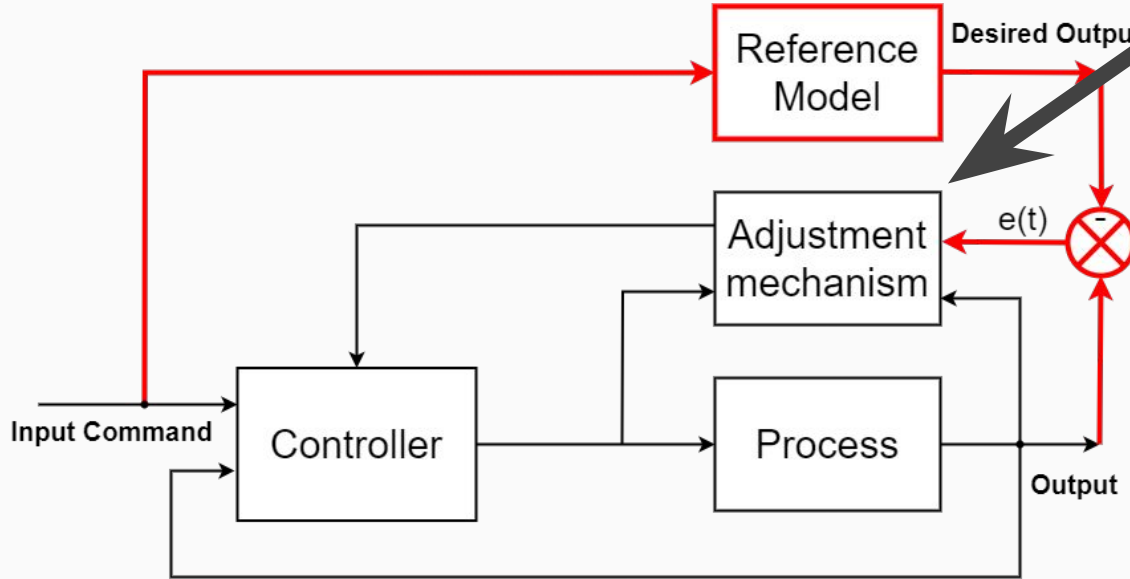 Reference
Model
Desired Outpu
-
Adjustment
mechanism
e(t)
Input Command
Controller
Process
Output